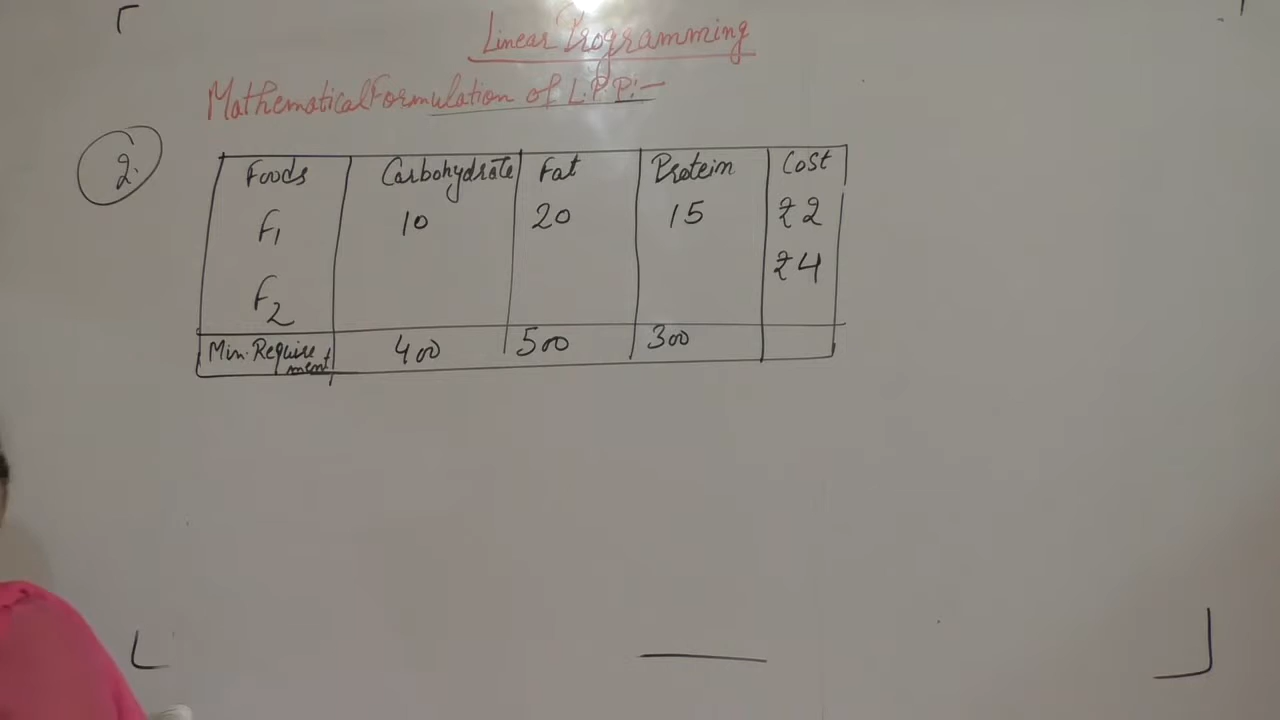 Linear Programming
Mathematical Formulation of L.P.P:-
2.
Foods Carbohydrate Fat Protein Cost
F1 10 20 15 ₹2
₹4
F2
Min. Requirement 400 500 300